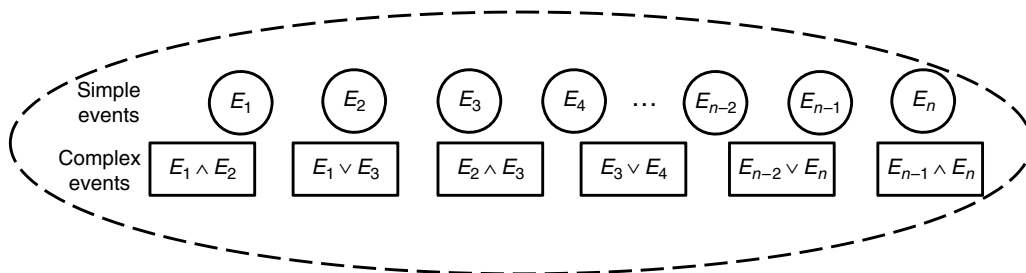 Simple events
E₁ E₂ E₃ E₄ … Eₙ₋₂ Eₙ₋₁ Eₙ
Complex events
E₁ ∧ E₂ E₁ ∨ E₃ E₂ ∧ E₃ E₃ ∨ E₄ Eₙ₋₂ ∨ Eₙ Eₙ₋₁ ∧ Eₙ